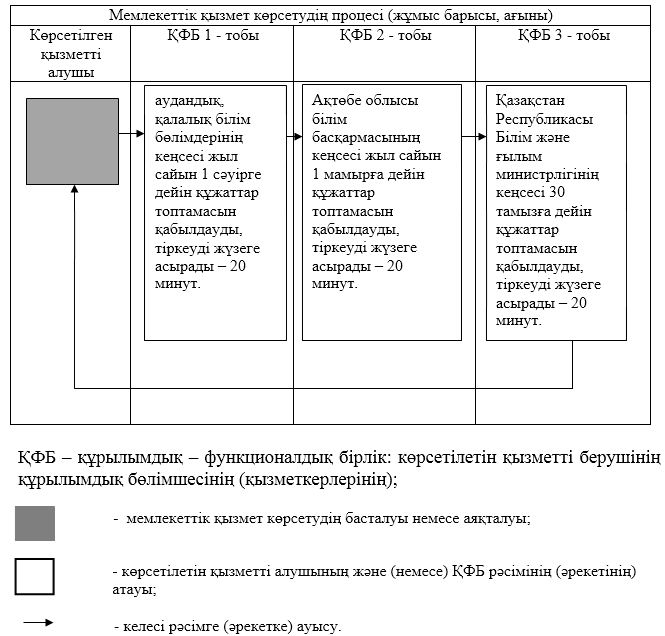 Мемлекеттік қызмет көрсетудің процесі (жұмыс барысы, ағыны)
Көрсетілген
қызметті
алушы
ҚФБ 1 - тобы
ҚФБ 2 - тобы
ҚФБ 3 - тобы
аудандық,
қалалық білім
бөлімдерінің
кеңсесі жыл
сайын 1 сәуірге
дейін құжаттар
топтамасын
қабылдауды,
тіркеуді жүзеге
асырады – 20
минут.
Ақтөбе облысы
білім
басқармасының
кеңсесі жыл сайын
1 мамырға дейін
құжаттар
топтамасын
қабылдауды,
тіркеуді жүзеге
асырады – 20
минут.
Қазақстан
Республикасы
Білім және
ғылым
министрлігінің
кеңсесі 30
тамызға дейін
құжаттар
топтамасын
қабылдауды,
тіркеуді жүзеге
асырады – 20
минут.
ҚФБ – құрылымдық – функционалдық бірлік: көрсетілетін қызметті берушінің
құрылымдық бөлімшесінің (қызметкерлерінің);
- мемлекеттік қызмет көрсетудің басталуы немесе аяқталуы;
- көрсетілетін қызметті алушының және (немесе) ҚФБ рәсімінің (әрекетінің)
атауы;
- келесі рәсімге (әрекетке) ауысу.